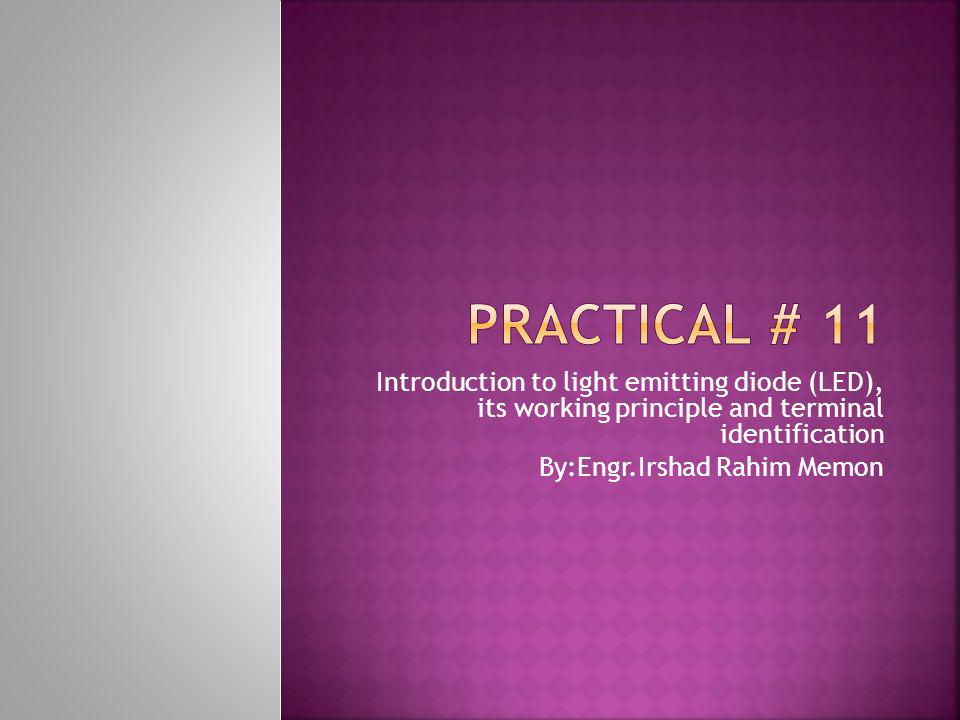 PRACTICAL # 11
Introduction to light emitting diode (LED),
its working principle and terminal
identification
By:Engr.Irshad Rahim Memon